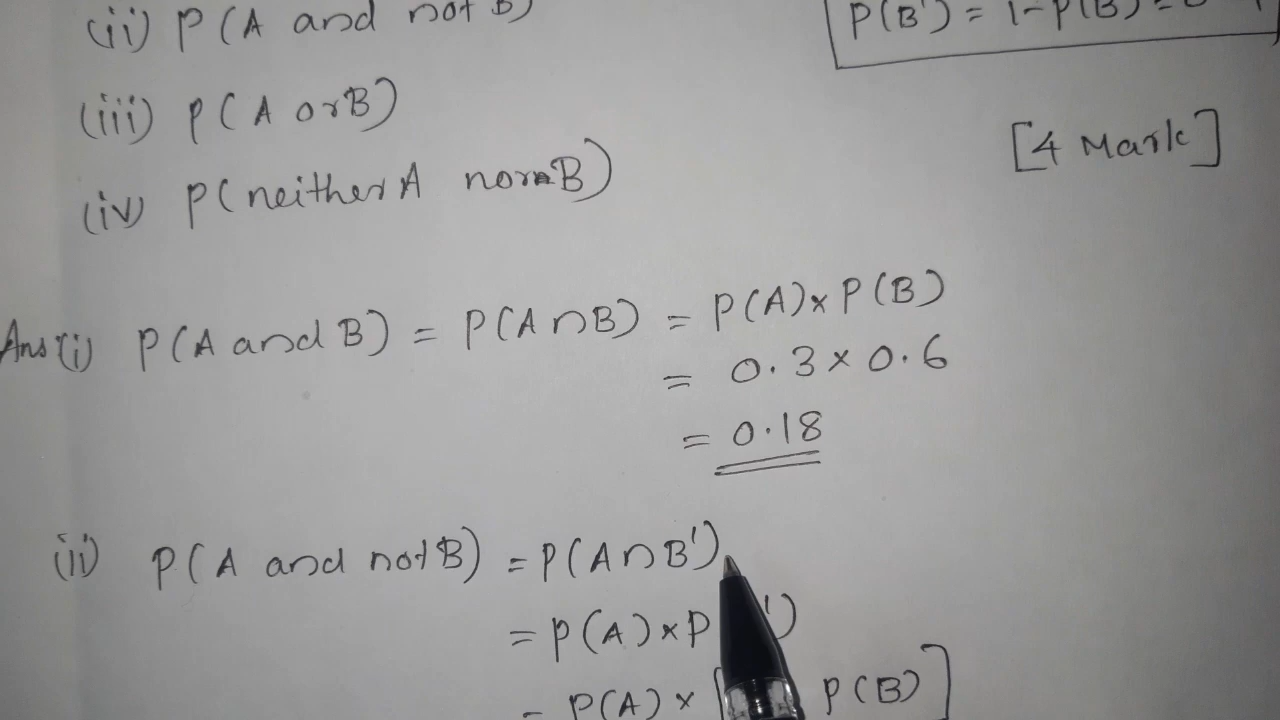 (ii) P(A and not B)
P(B') = 1-P(B) =
(iii) P(A or B)
[4 Mark]
(iv) P(neither A nor B)
Ans (i) P(A and B) = P(A∩B) = P(A)×P(B)
= 0.3×0.6
= 0.18
(ii) P(A and not B) = P(A∩B')
= P(A)×P ')
= P(A)×[ P(B)]